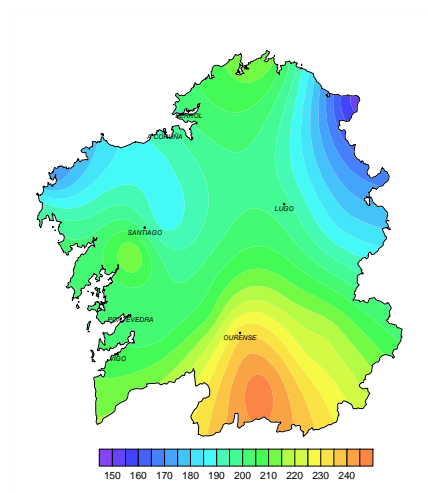 FERROL
A CORUÑA
LUGO
SANTIAGO
PONTEVEDRA
OURENSE
VIGO
150 160 170 180 190 200 210 220 230 240